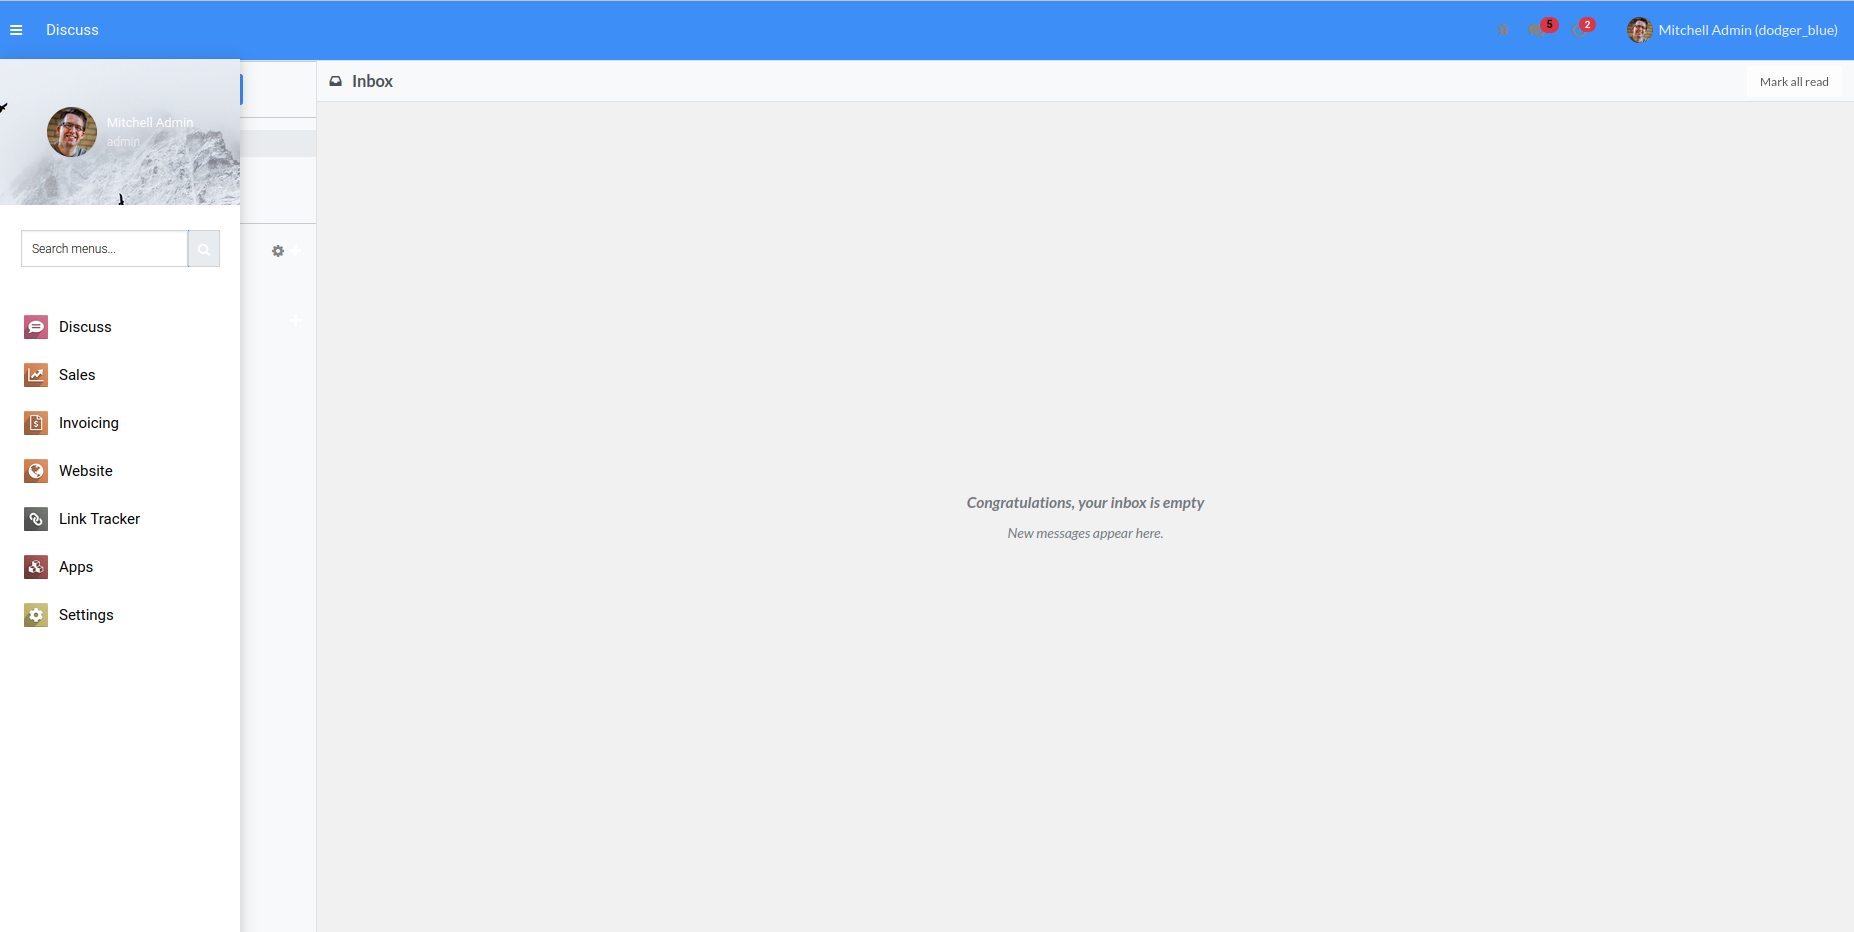 Discuss
5
2
Mitchell Admin (dodger_blue)
Mitchell Admin
admin
Inbox
Mark all read
Search menus...
Discuss
Sales
Invoicing
Website
Link Tracker
Apps
Settings
Congratulations, your inbox is empty
New messages appear here.